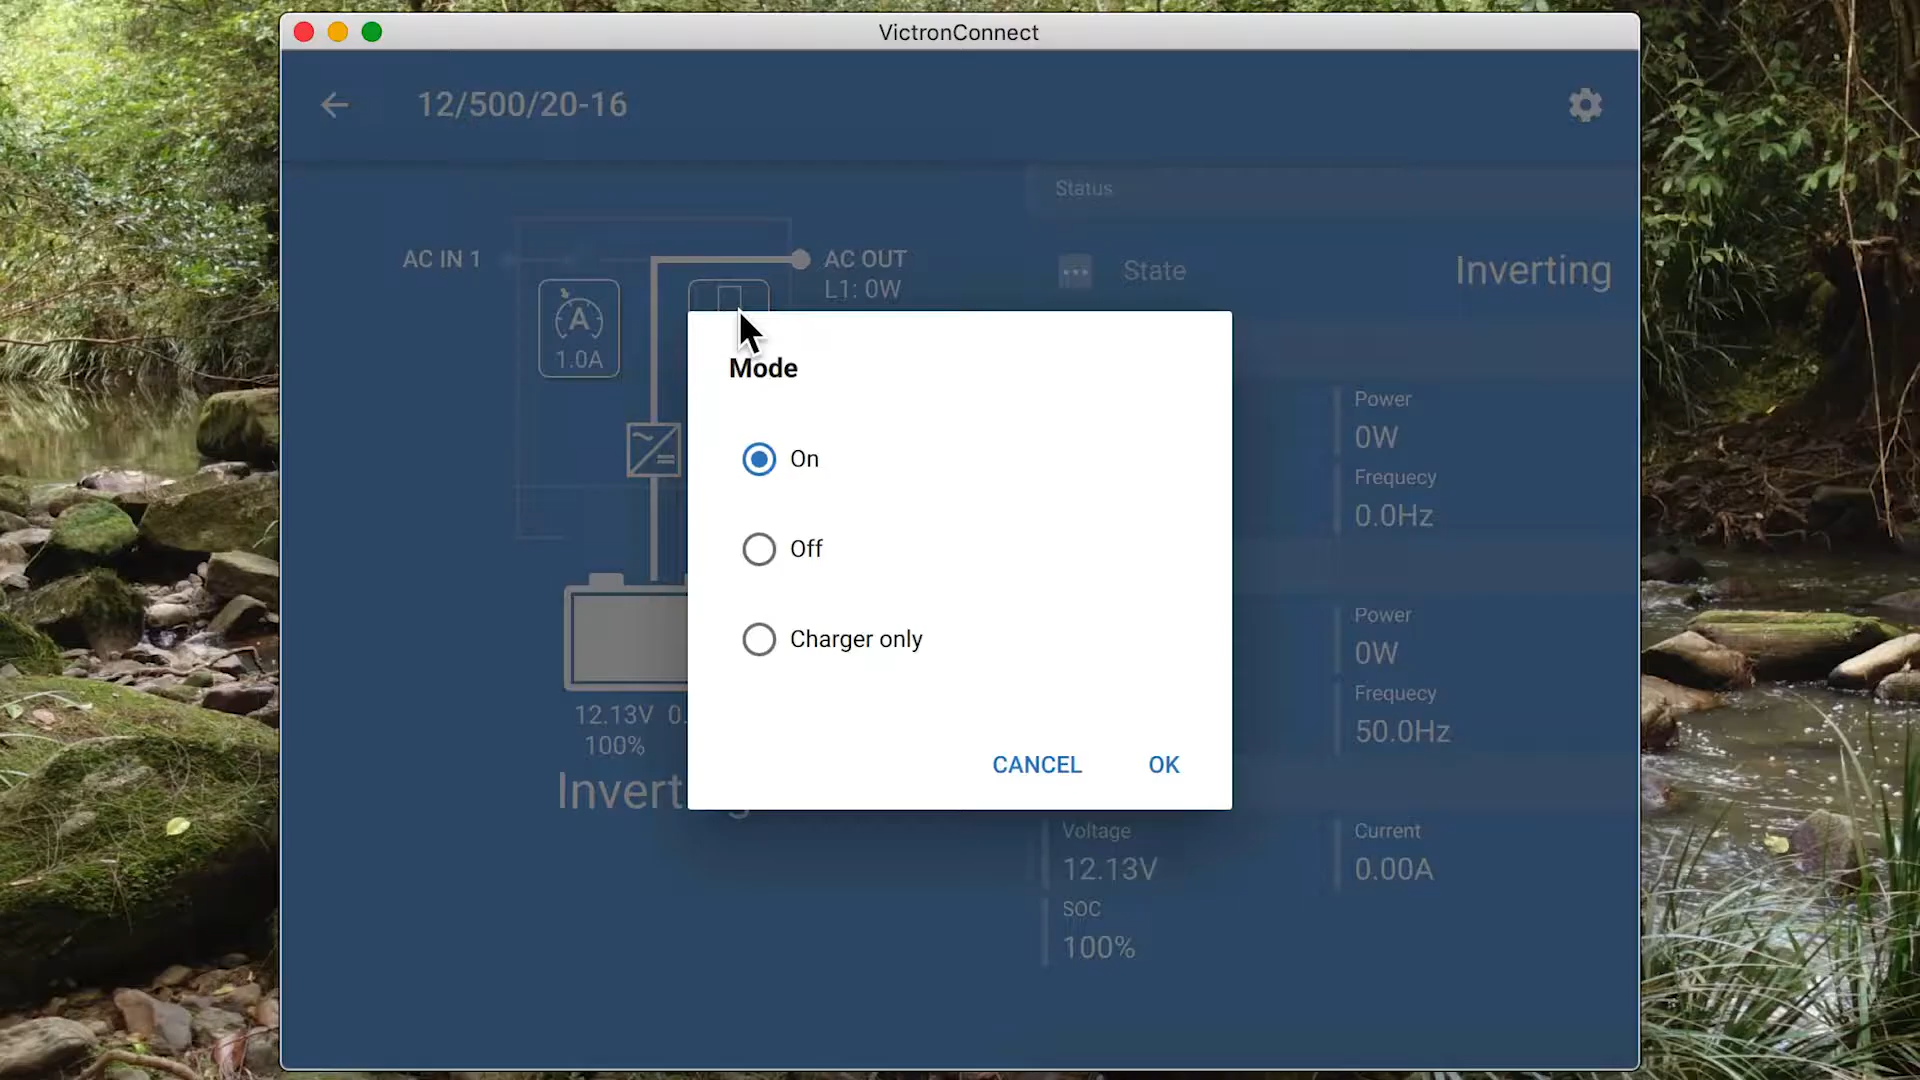 VictronConnect
12/500/20-16
Status
AC IN 1
AC OUT
L1: 0W
State
Inverting
A
1.0A
Mode
On
Off
Charger only
CANCEL
OK
Power
0W
Frequecy
0.0Hz
Power
0W
Frequecy
50.0Hz
12.13V 0.
100%
Invert
Voltage
12.13V
Current
0.00A
SOC
100%